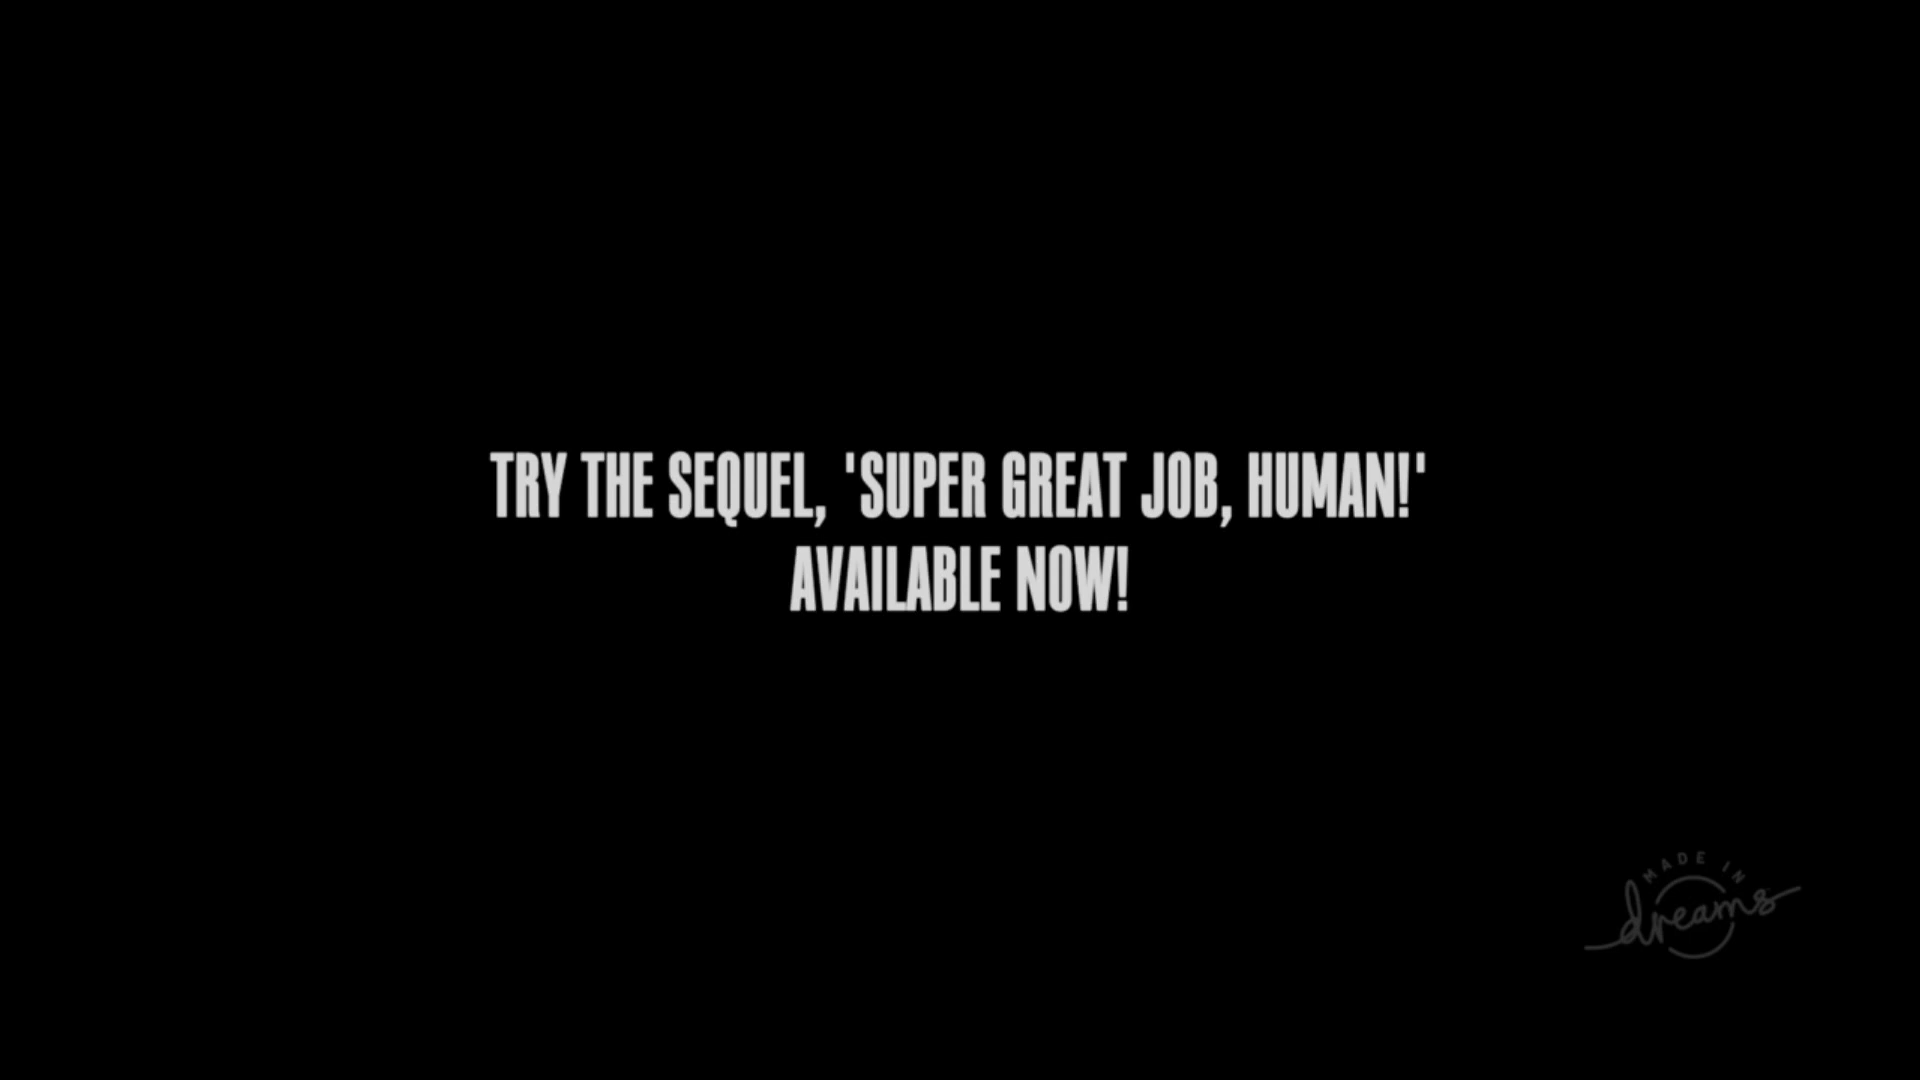 TRY THE SEQUEL, 'SUPER GREAT JOB, HUMAN!'
AVAILABLE NOW!
MADE IN
dreams